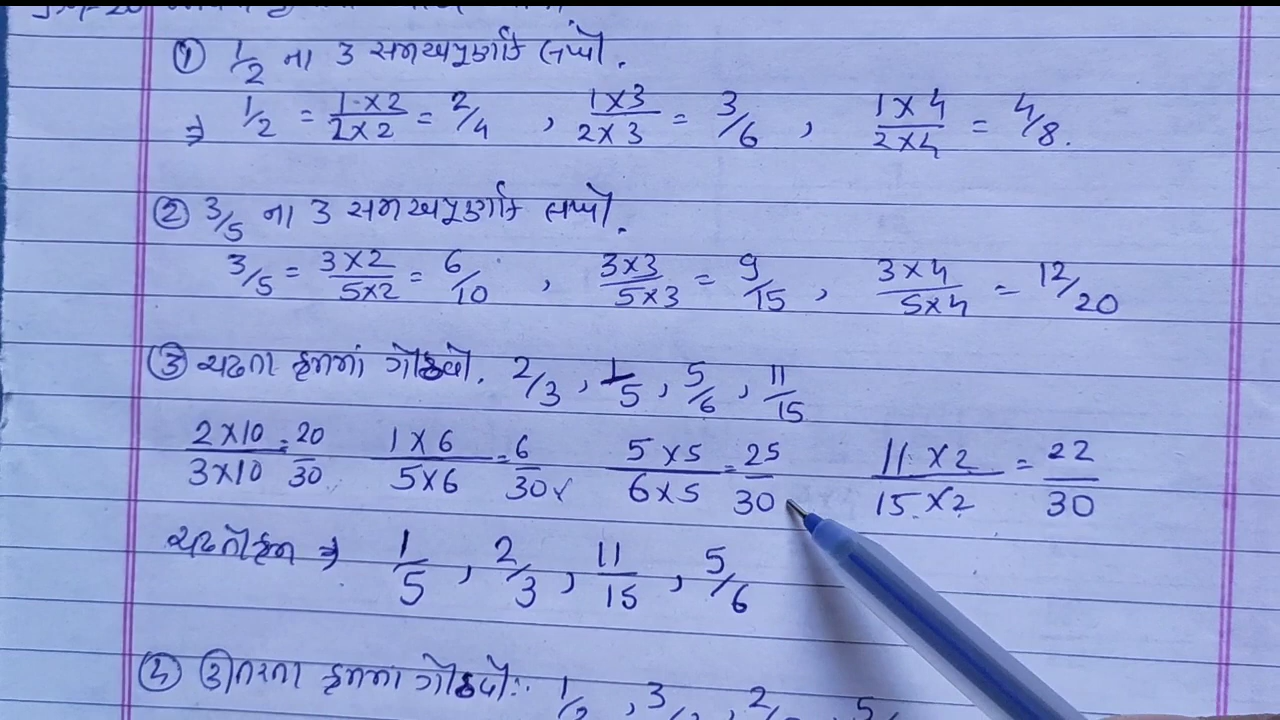 ① 1/2 ના 3 સમઅપૂર્ણાંક લખો.
⇒ 1/2 = 1×2/2×2 = 2/4 , 1×3/2×3 = 3/6 , 1×4/2×4 = 4/8.
② 3/5 ના 3 સમઅપૂર્ણાંક લખો.
3/5 = 3×2/5×2 = 6/10 , 3×3/5×3 = 9/15 , 3×4/5×4 = 12/20
③ ચઢતા ક્રમમાં ગોઠવો. 2/3 , 1/5 , 5/6 , 11/15
2×10/3×10 = 20/30 1×6/5×6 = 6/30 5×5/6×5 = 25/30 11×2/15×2 = 22/30
ચઢતોક્રમ ⇒ 1/5 , 2/3 , 11/15 , 5/6
④ ઉતરતા ક્રમમા ગોઠવો: